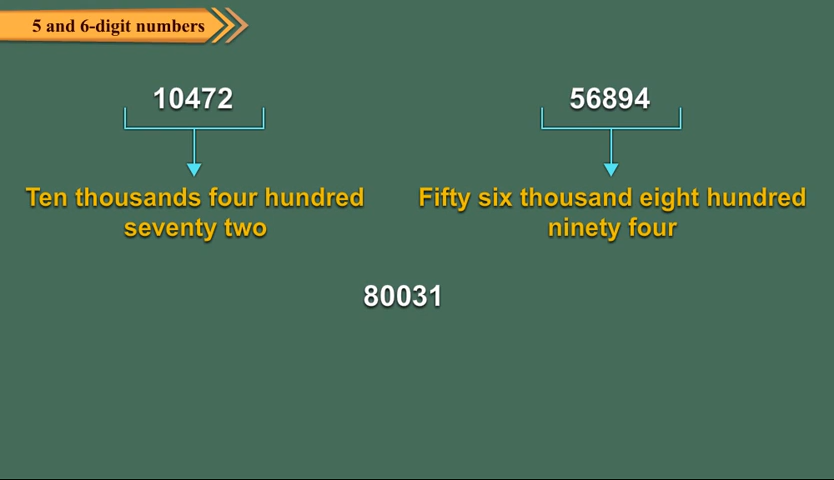 5 and 6-digit numbers
10472
56894
Ten thousands four hundred
seventy two
Fifty six thousand eight hundred
ninety four
80031